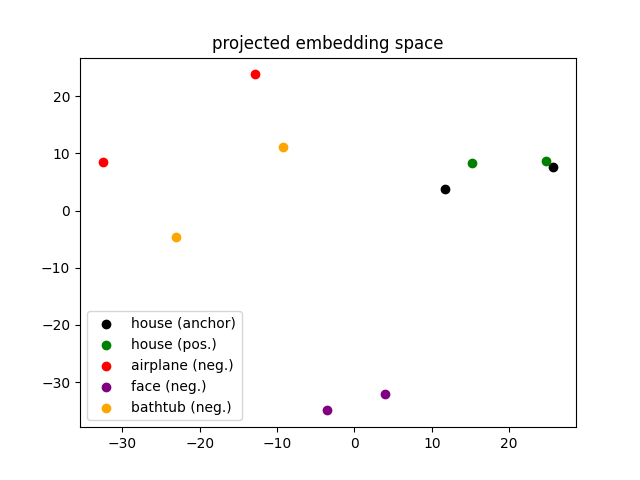 projected embedding space
20
10
0
−10
−20
−30
house (anchor)
house (pos.)
airplane (neg.)
face (neg.)
bathtub (neg.)
−30 −20 −10 0 10 20